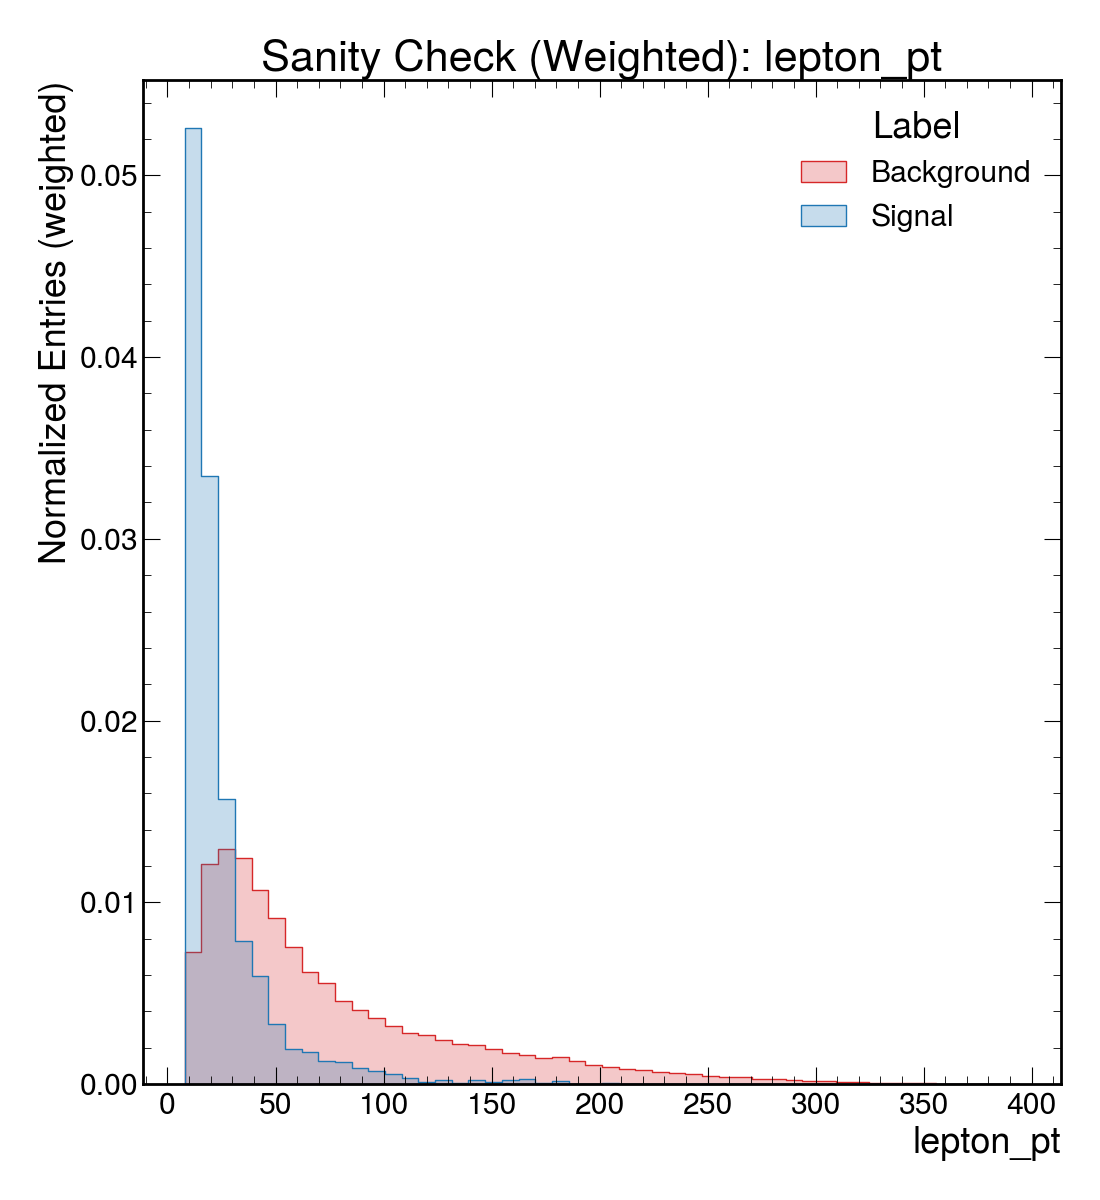 Sanity Check (Weighted): lepton_pt
Normalized Entries (weighted)
Label
Background
Signal
0.05
0.04
0.03
0.02
0.01
0.00
0 50 100 150 200 250 300 350 400
lepton_pt